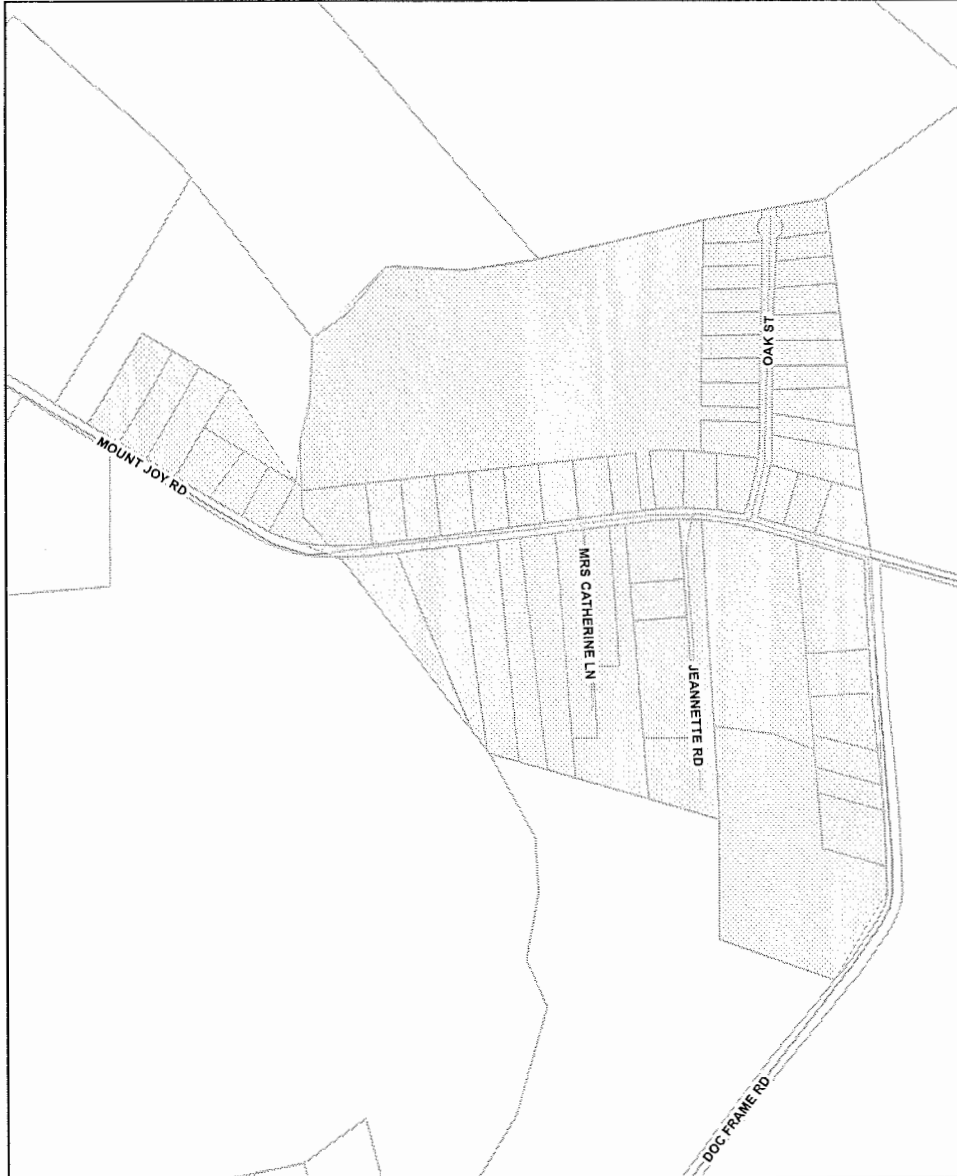 OAK ST
MOUNT JOY RD
MRS CATHERINE LN
JEANNETTE RD
DOC FRAME RD